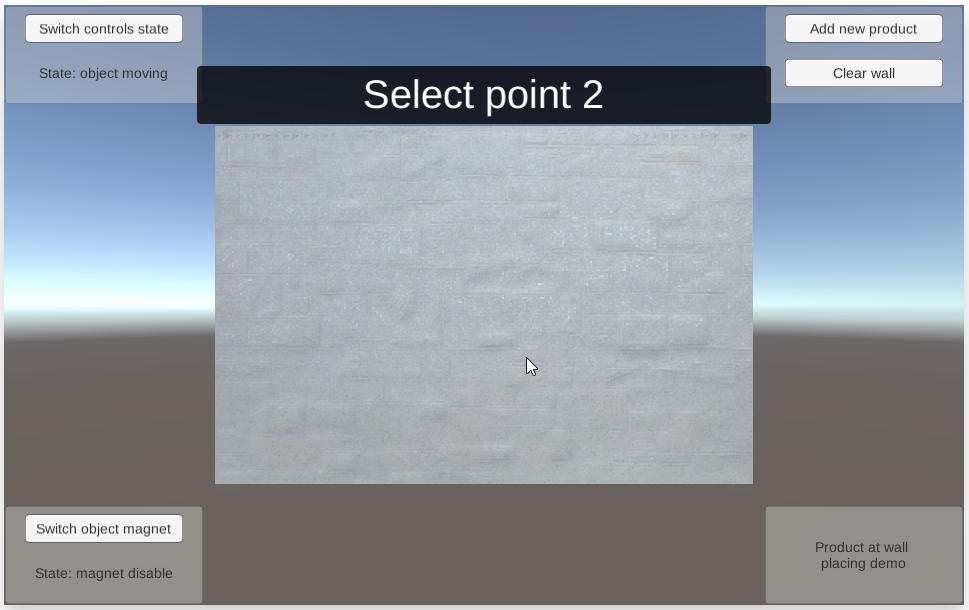 Switch controls state
State: object moving
Add new product
Clear wall
Select point 2
Switch object magnet
State: magnet disable
Product at wall
placing demo